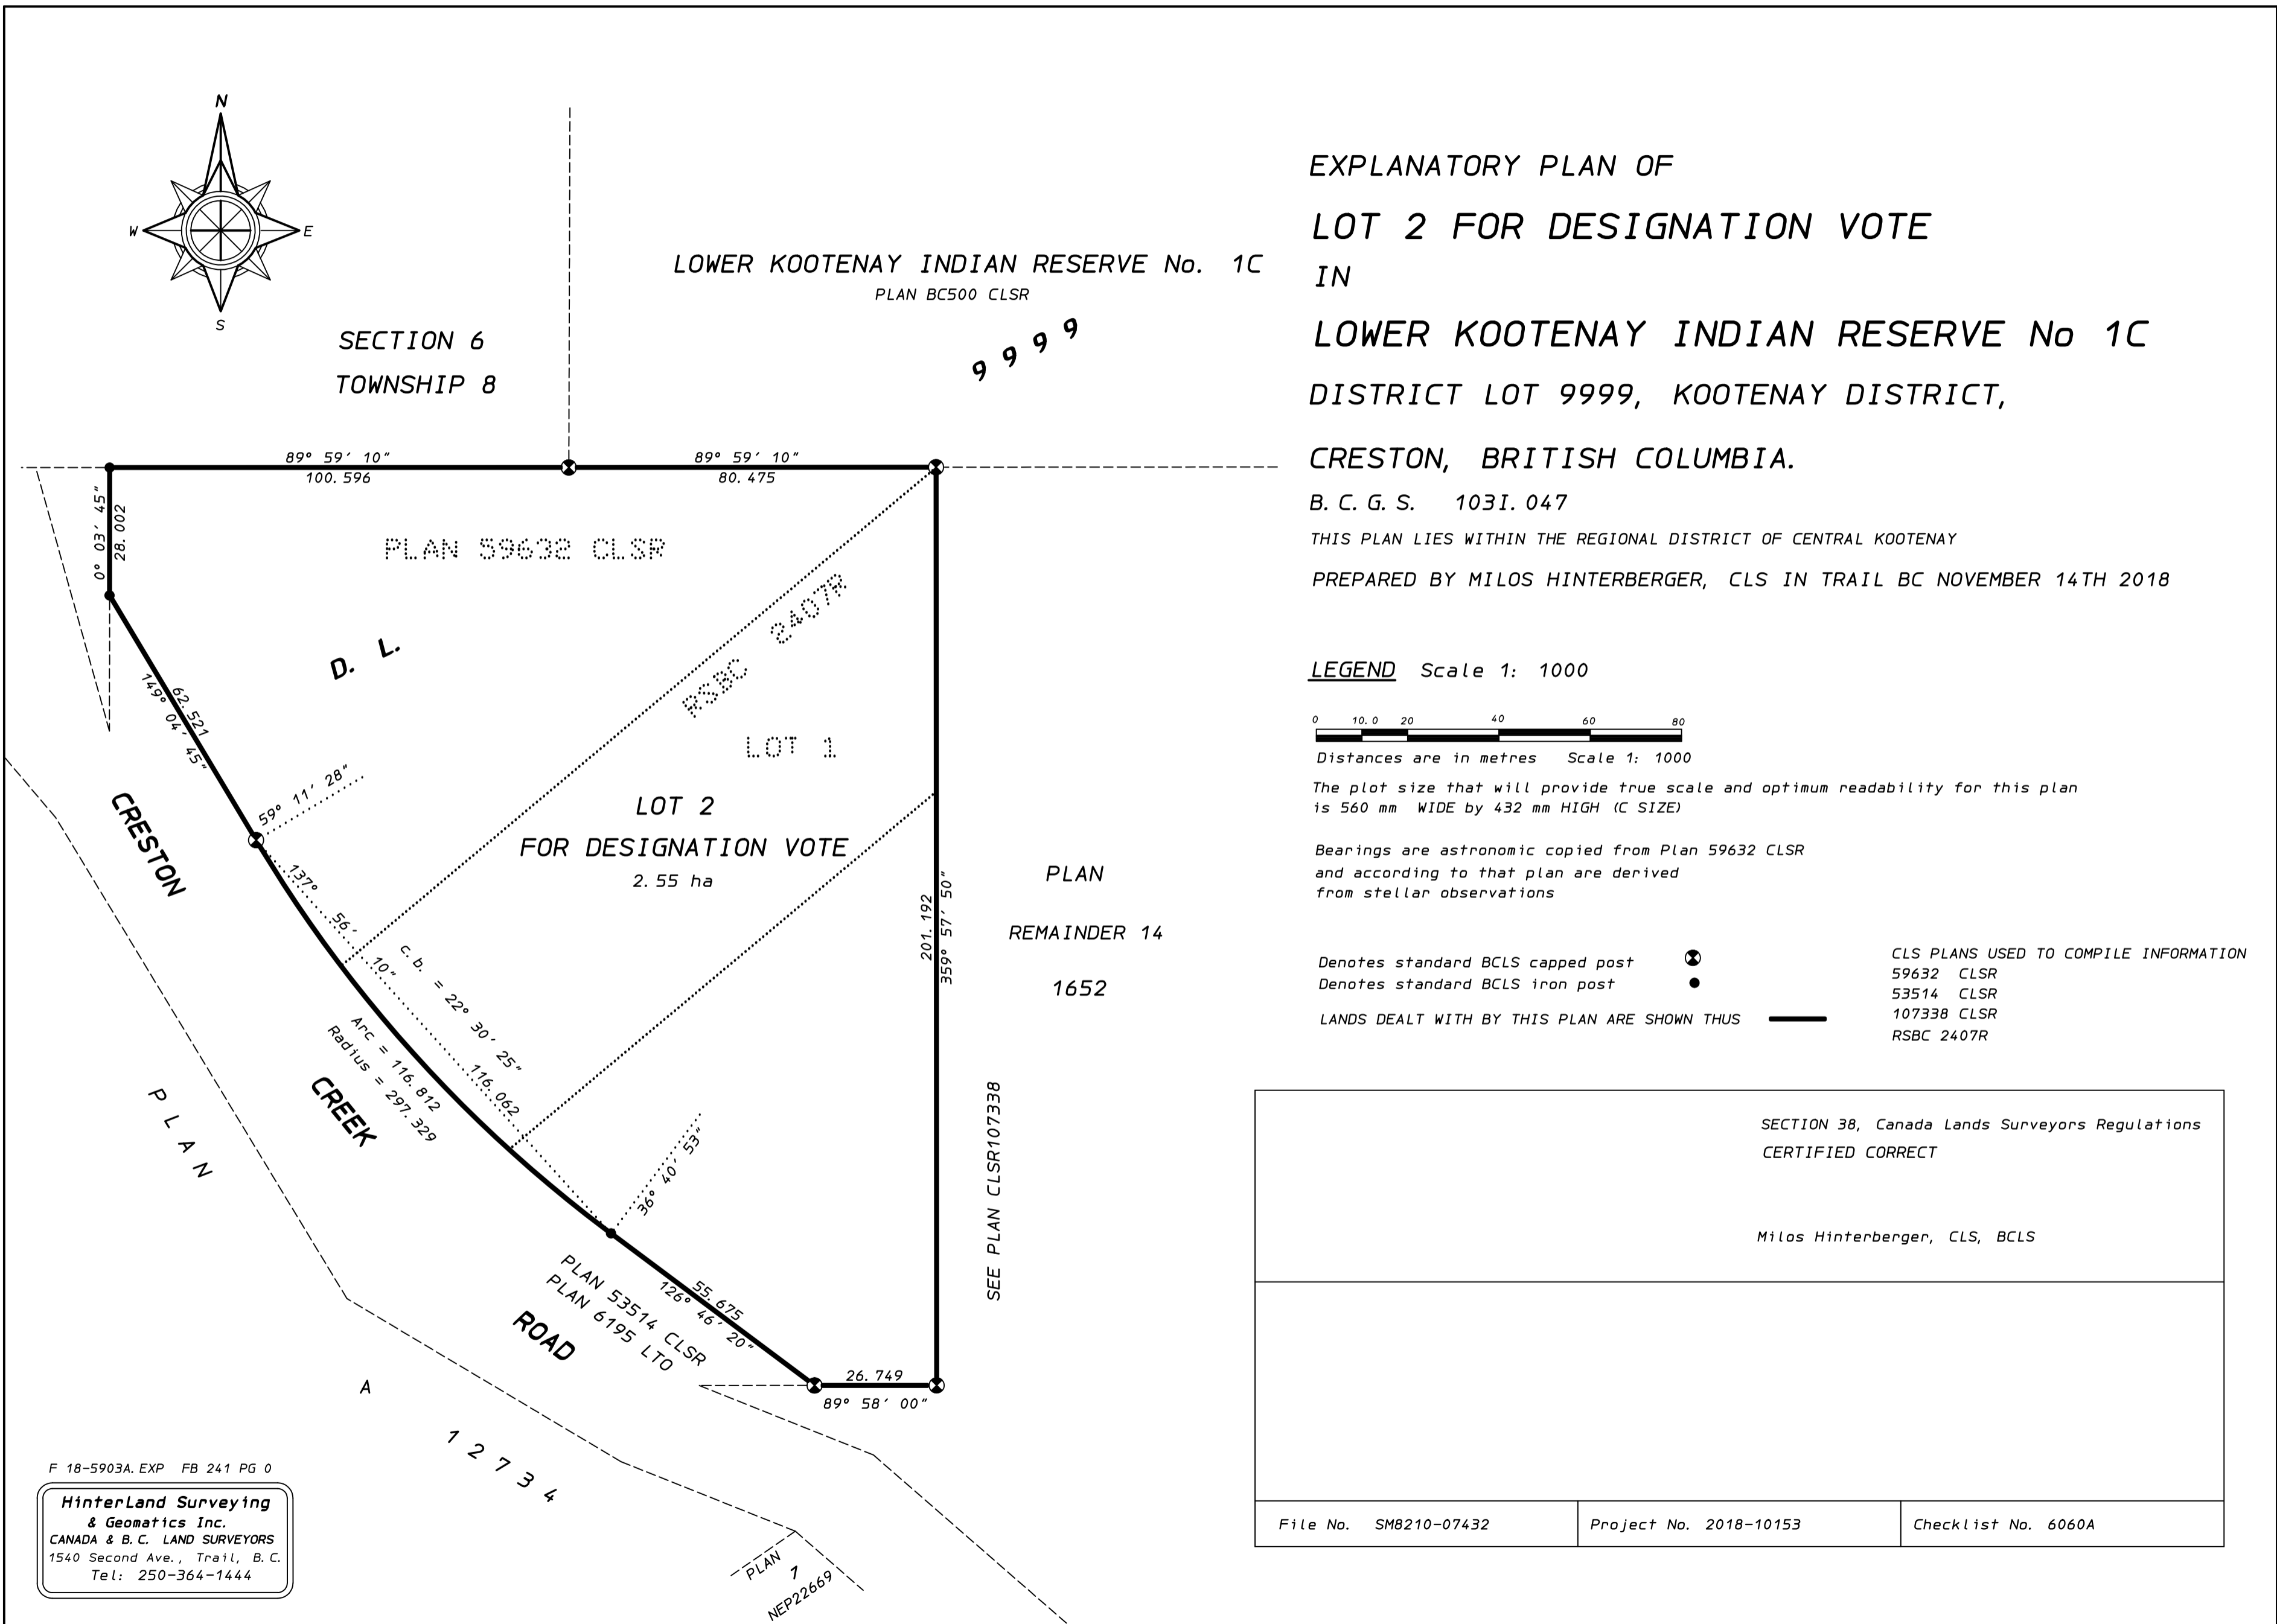 N
W
E
S
SECTION 6
TOWNSHIP 8
LOWER KOOTENAY INDIAN RESERVE No. 1C
PLAN BC500 CLSR
9 9 9 9
89° 59′ 10″
100.596
89° 59′ 10″
80.475
0° 03′ 45″
28.002
PLAN 59632 CLSR
D. L.
RSBC 2407R
62.521
149° 04′ 45″
LOT 1
59° 11′ 28″
LOT 2
FOR DESIGNATION VOTE
2.55 ha
137° 56′ 10″
116.062
c.b. = 22° 30′ 25″
Arc = 116.812
Radius = 297.329
36° 40′ 53″
201.192
359° 57′ 50″
PLAN
REMAINDER 14
1652
SEE PLAN CLSR107338
CRESTON
CREEK
ROAD
PLAN 53514 CLSR
PLAN 6195 LTO
55.675
126° 46′ 20″
26.749
89° 58′ 00″
P L A N
A
1 2 7 3 4
PLAN
1
NEP22669
F 18-5903A.EXP FB 241 PG 0
HinterLand Surveying
& Geomatics Inc.
CANADA & B.C. LAND SURVEYORS
1540 Second Ave., Trail, B.C.
Tel: 250-364-1444
EXPLANATORY PLAN OF
LOT 2 FOR DESIGNATION VOTE
IN
LOWER KOOTENAY INDIAN RESERVE No 1C
DISTRICT LOT 9999, KOOTENAY DISTRICT,
CRESTON, BRITISH COLUMBIA.
B.C.G.S. 103I.047
THIS PLAN LIES WITHIN THE REGIONAL DISTRICT OF CENTRAL KOOTENAY
PREPARED BY MILOS HINTERBERGER, CLS IN TRAIL BC NOVEMBER 14TH 2018
LEGEND Scale 1: 1000
0 10.0 20 40 60 80
Distances are in metres Scale 1: 1000
The plot size that will provide true scale and optimum readability for this plan
is 560 mm WIDE by 432 mm HIGH (C SIZE)
Bearings are astronomic copied from Plan 59632 CLSR
and according to that plan are derived
from stellar observations
Denotes standard BCLS capped post
Denotes standard BCLS iron post
LANDS DEALT WITH BY THIS PLAN ARE SHOWN THUS
CLS PLANS USED TO COMPILE INFORMATION
59632 CLSR
53514 CLSR
107338 CLSR
RSBC 2407R
SECTION 38, Canada Lands Surveyors Regulations
CERTIFIED CORRECT
Milos Hinterberger, CLS, BCLS
File No. SM8210-07432
Project No. 2018-10153
Checklist No. 6060A